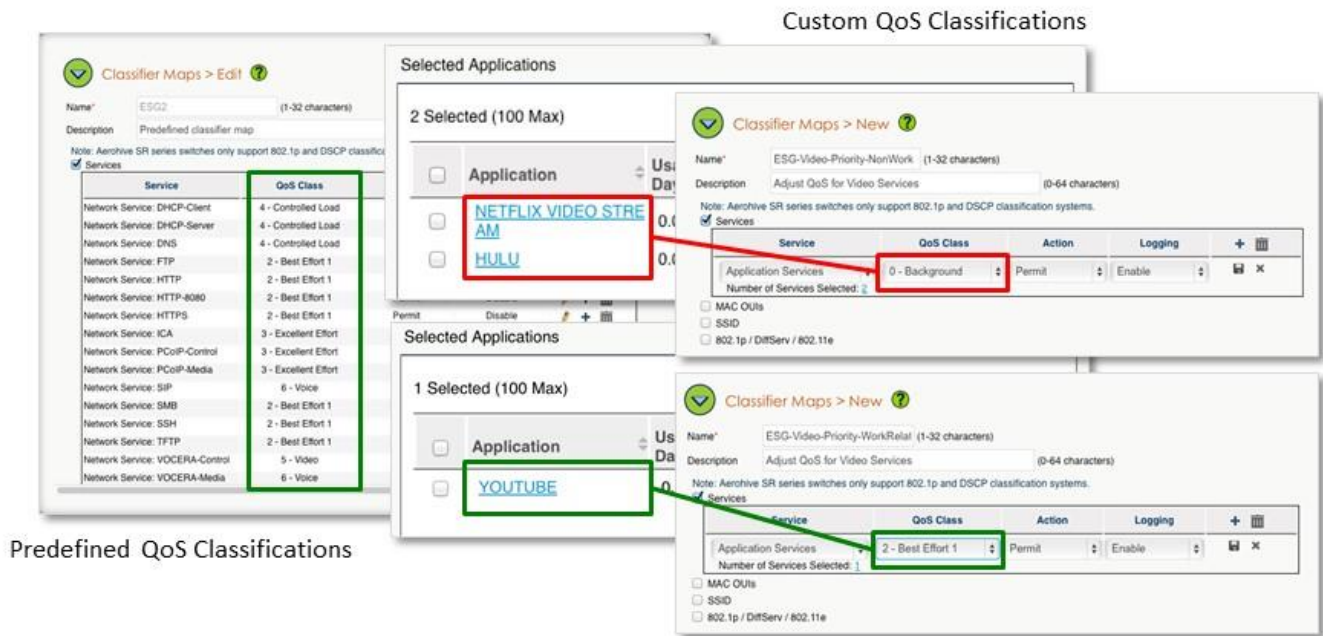 Custom QoS Classifications
Classifier Maps > Edit ?
Name* ESG2 (1-32 characters)
Description Predefined classifier map
Note: Aerohive SR series switches only support 802.1p and DSCP classifica
Services
Service QoS Class
Network Service: DHCP-Client 4 - Controlled Load
Network Service: DHCP-Server 4 - Controlled Load
Network Service: DNS 4 - Controlled Load
Network Service: FTP 2 - Best Effort 1
Network Service: HTTP 2 - Best Effort 1
Network Service: HTTP-8080 2 - Best Effort 1
Network Service: HTTPS 2 - Best Effort 1 Permit Disable
Network Service: ICA 3 - Excellent Effort
Network Service: PCoIP-Control 3 - Excellent Effort
Network Service: PCoIP-Media 3 - Excellent Effort
Network Service: SIP 6 - Voice
Network Service: SMB 2 - Best Effort 1
Network Service: SSH 2 - Best Effort 1
Network Service: TFTP 2 - Best Effort 1
Network Service: VOCERA-Control 5 - Video
Network Service: VOCERA-Media 6 - Voice
Predefined QoS Classifications
Selected Applications
2 Selected (100 Max)
Application Usa
Day
NETFLIX VIDEO STRE 0.0
AM
HULU 0.0
Selected Applications
1 Selected (100 Max)
Application Us
Da
YOUTUBE 0.
Classifier Maps > New ?
Name* ESG-Video-Priority-NonWork (1-32 characters)
Description Adjust QoS for Video Services (0-64 characters)
Note: Aerohive SR series switches only support 802.1p and DSCP classification systems.
Services
Service QoS Class Action Logging
Application Services 0 - Background Permit Enable
Number of Services Selected: 2
MAC OUIs
SSID
802.1p / DiffServ / 802.11e
Classifier Maps > New ?
Name* ESG-Video-Priority-WorkRelat (1-32 characters)
Description Adjust QoS for Video Services (0-64 characters)
Note: Aerohive SR series switches only support 802.1p and DSCP classification systems.
Services
Service QoS Class Action Logging
Application Services 2 - Best Effort 1 Permit Enable
Number of Services Selected: 1
MAC OUIs
SSID
802.1p / DiffServ / 802.11e